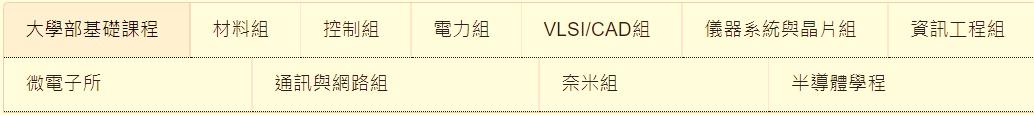 大學部基礎課程 材料組 控制組 電力組 VLSI/CAD組 儀器系統與晶片組 資訊工程組
微電子所 通訊與網路組 奈米組 半導體學程